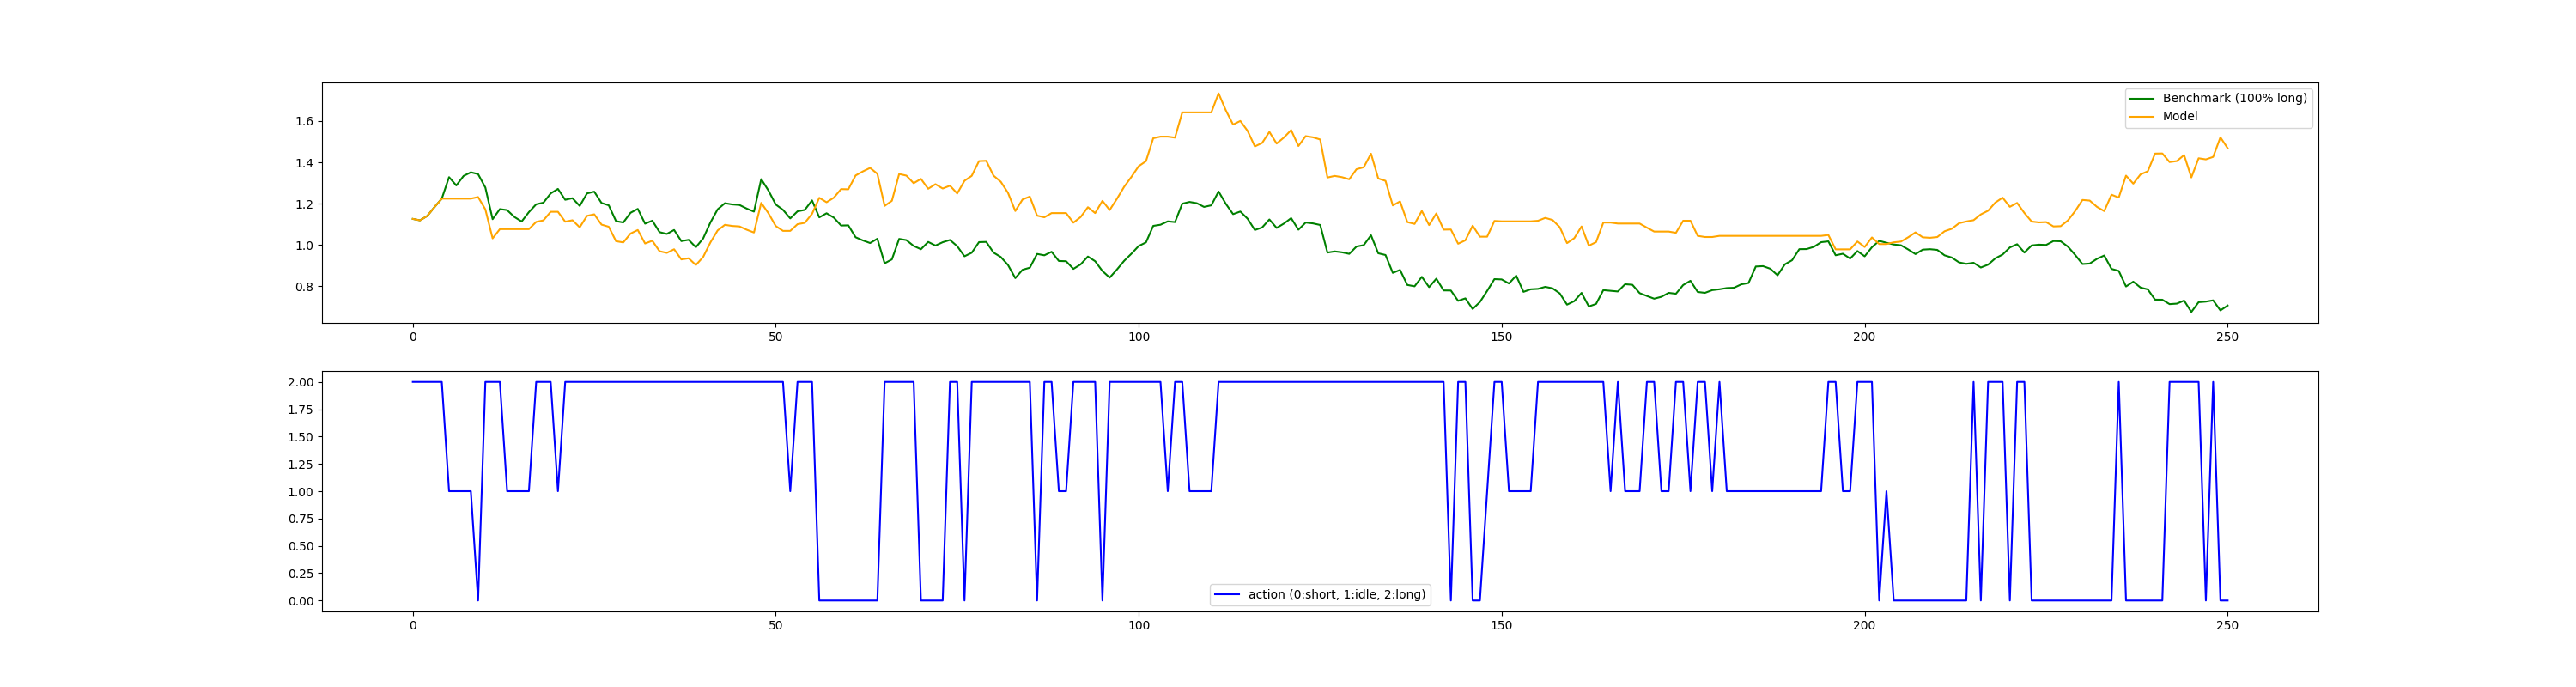 Benchmark (100% long)
Model
1.6
1.4
1.2
1.0
0.8
0 50 100 150 200 250
2.00
1.75
1.50
1.25
1.00
0.75
0.50
0.25
0.00
action (0:short, 1:idle, 2:long)
0 50 100 150 200 250